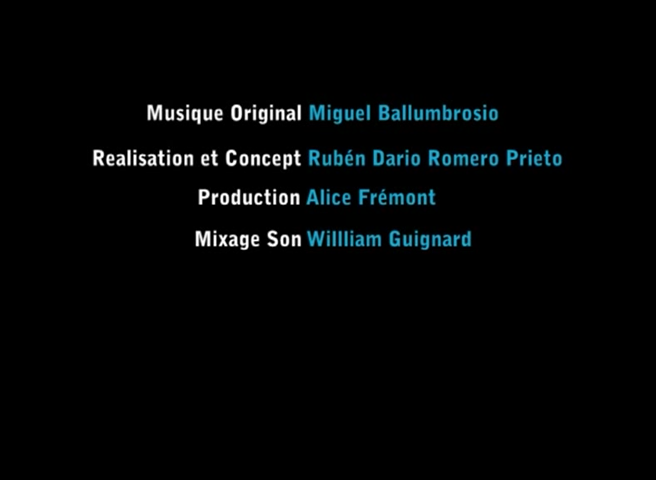 Musique Original Miguel Ballumbrosio
Realisation et Concept Rubén Dario Romero Prieto
Production Alice Frémont
Mixage Son Willliam Guignard